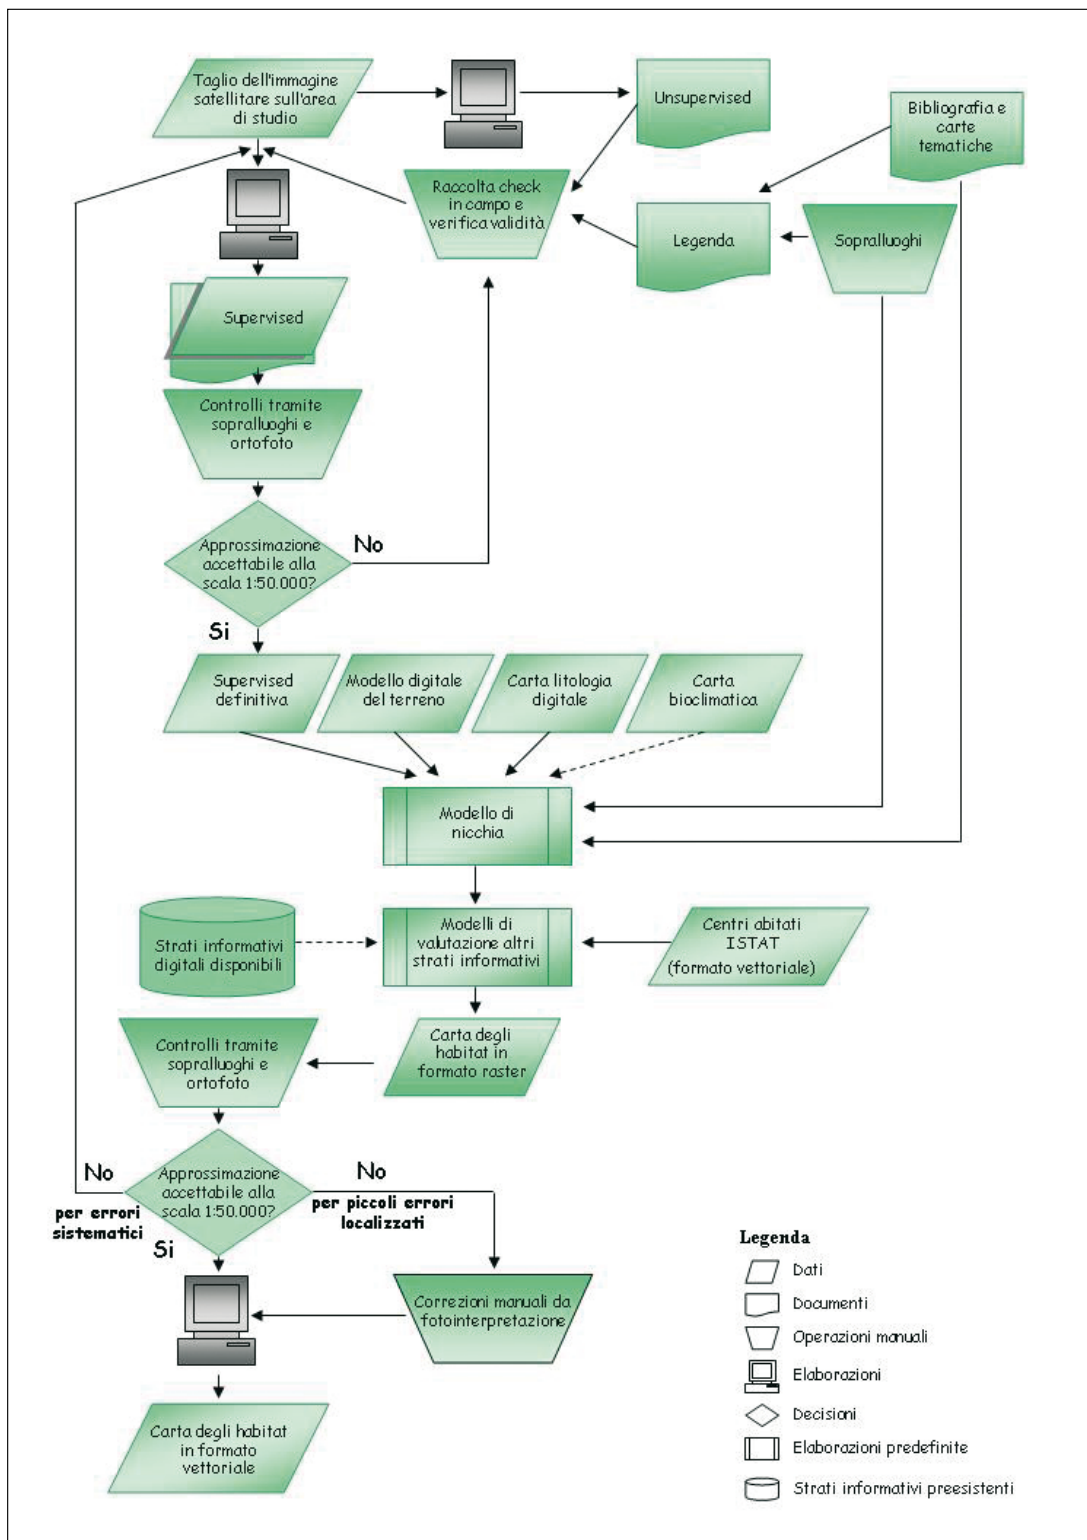 Taglio dell'immagine
satellitare sull'area
di studio
Unsupervised
Bibliografia e
carte
tematiche
Raccolta check
in campo e
verifica validità
Legenda
Sopralluoghi
Supervised
Controlli tramite
sopralluoghi e
ortofoto
Approssimazione
accettabile alla
scala 1:50.000?
No
Si
Supervised
definitiva
Modello digitale
del terreno
Carta litologia
digitale
Carta
bioclimatica
Modello di
nicchia
Strati informativi
digitali disponibili
Modelli di
valutazione altri
strati informativi
Centri abitati
ISTAT
(formato vettoriale)
Carta degli
habitat in
formato raster
Controlli tramite
sopralluoghi e
ortofoto
Approssimazione
accettabile alla
scala 1:50.000?
No
per errori
sistematici
No
per piccoli errori
localizzati
Si
Correzioni manuali da
fotointerpretazione
Carta degli habitat
in formato
vettoriale
Legenda
Dati
Documenti
Operazioni manuali
Elaborazioni
Decisioni
Elaborazioni predefinite
Strati informativi preesistenti